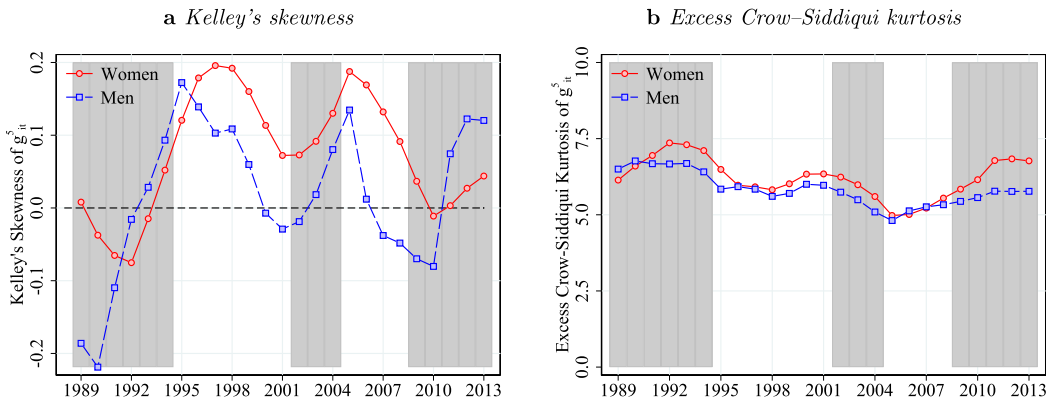 a Kelley's skewness
Kelley's Skewness of g⁵ᵢₜ
0.2
0.1
0.0
-0.1
-0.2
Women
Men
1989 1992 1995 1998 2001 2004 2007 2010 2013
b Excess Crow–Siddiqui kurtosis
Excess Crow-Siddiqui Kurtosis of g⁵ᵢₜ
10.0
7.5
5.0
2.5
0.0
Women
Men
1989 1992 1995 1998 2001 2004 2007 2010 2013